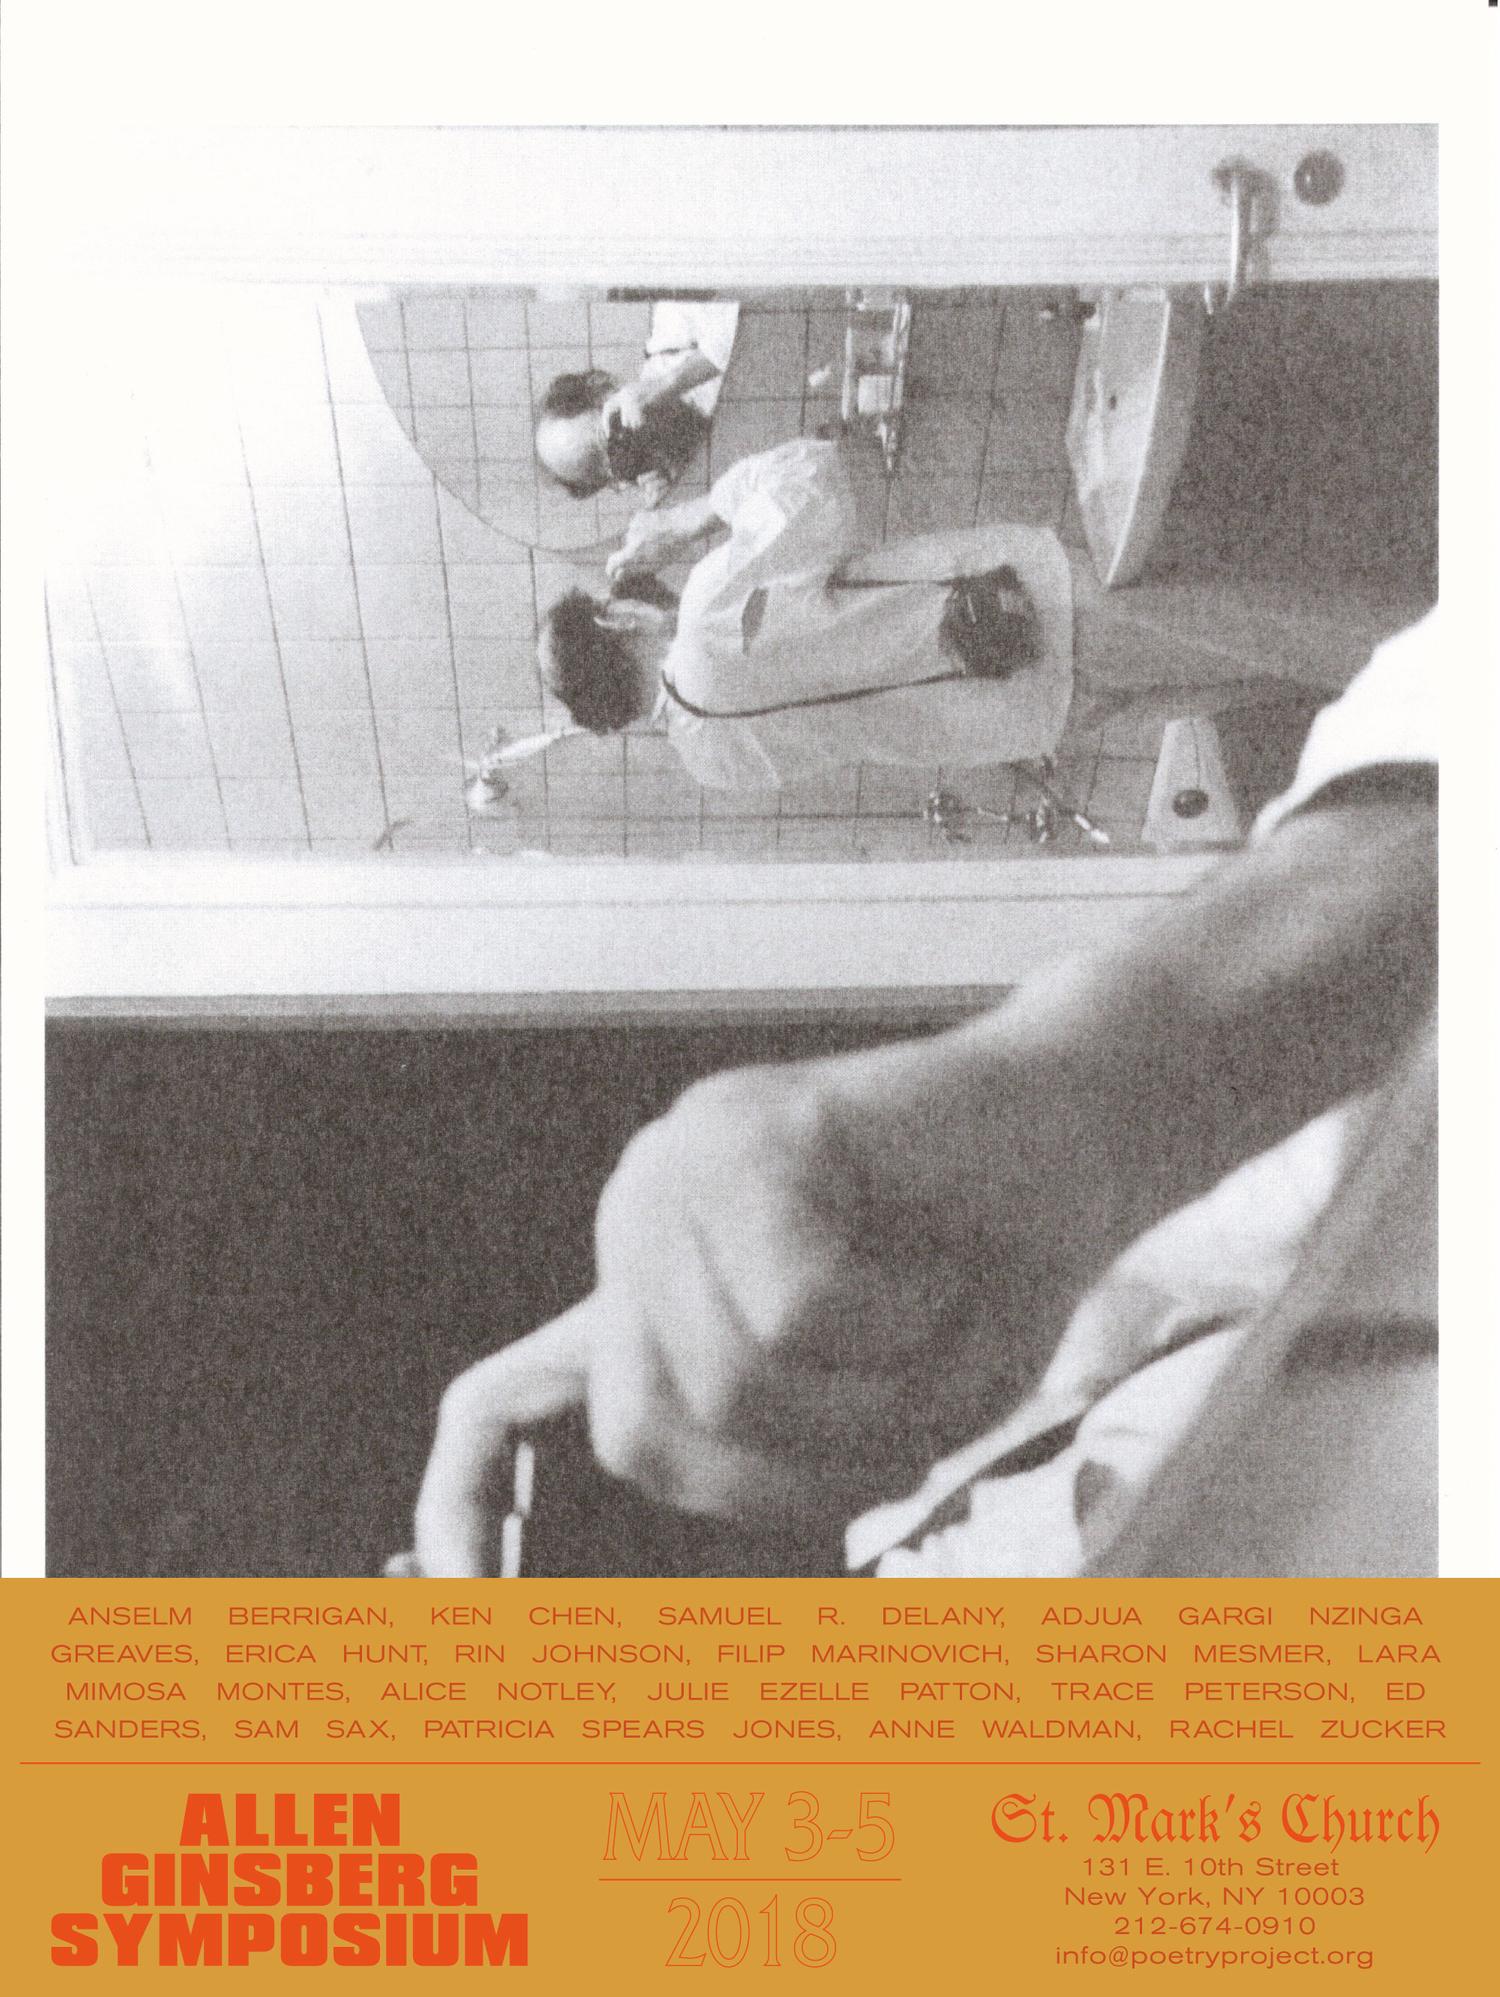 ANSELM BERRIGAN, KEN CHEN, SAMUEL R. DELANY, ADJUA GARGI NZINGA
GREAVES, ERICA HUNT, RIN JOHNSON, FILIP MARINOVICH, SHARON MESMER, LARA
MIMOSA MONTES, ALICE NOTLEY, JULIE EZELLE PATTON, TRACE PETERSON, ED
SANDERS, SAM SAX, PATRICIA SPEARS JONES, ANNE WALDMAN, RACHEL ZUCKER
ALLEN
GINSBERG
SYMPOSIUM
MAY 3-5
2018
St. Mark's Church
131 E. 10th Street
New York, NY 10003
212-674-0910
info@poetryproject.org